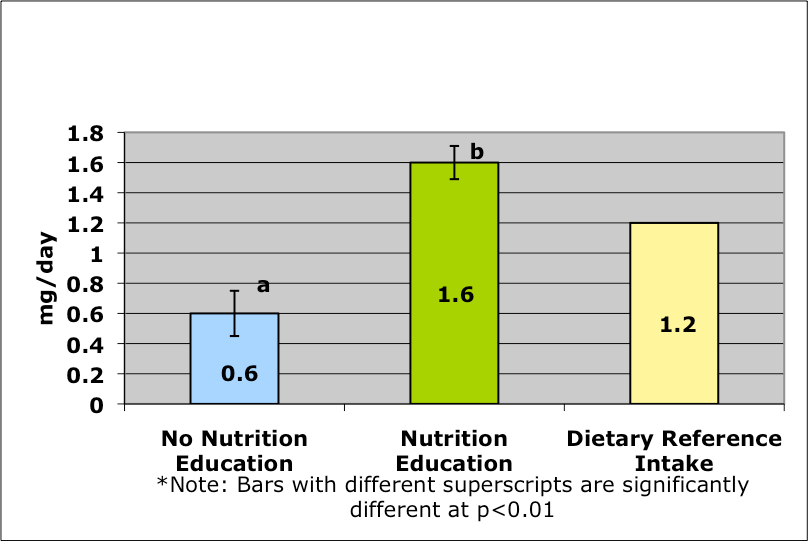 1.8
1.6
1.4
1.2
1
0.8
0.6
0.4
0.2
0
mg/day
a
b
0.6
1.6
1.2
No Nutrition
Education
Nutrition
Education
Dietary Reference
Intake
*Note: Bars with different superscripts are significantly
different at p<0.01